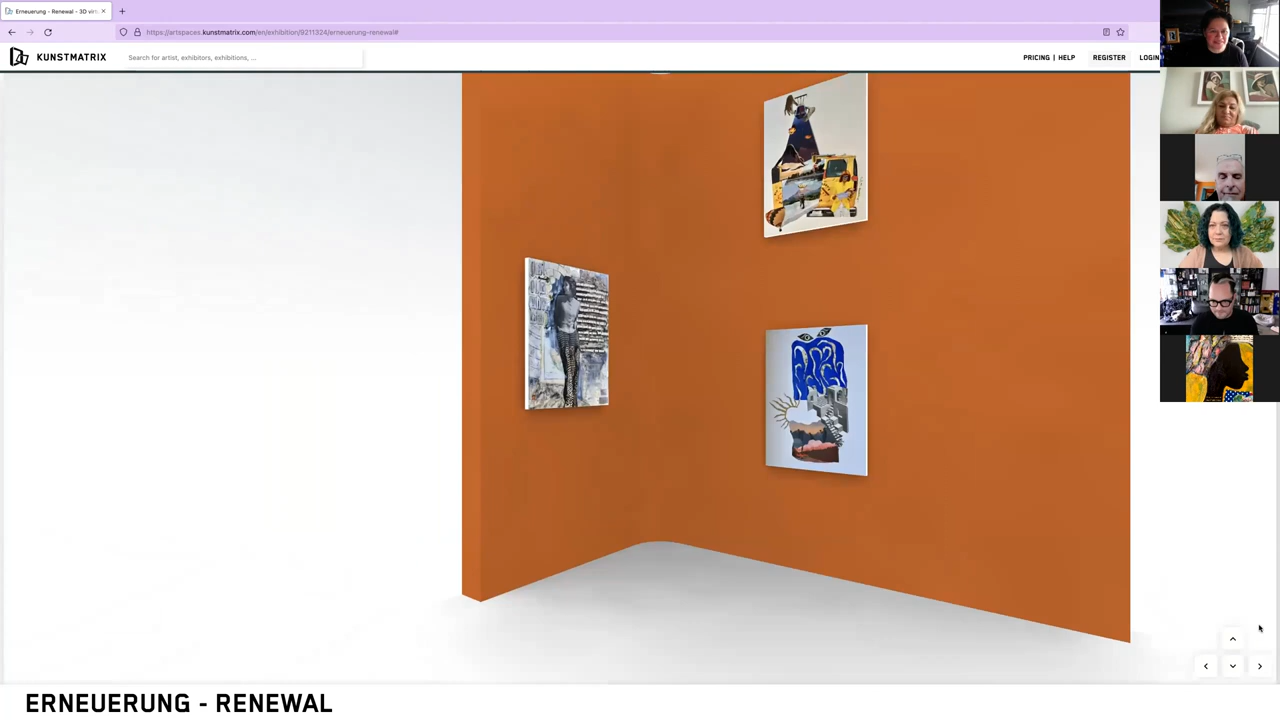 Erneuerung - Renewal - 3D virt
https://artspaces.kunstmatrix.com/en/exhibition/9211324/erneuerung-renewal#
KUNSTMATRIX
Search for artist, exhibitors, exhibitions, ...
PRICING | HELP
REGISTER
LOGIN
ERNEUERUNG - RENEWAL